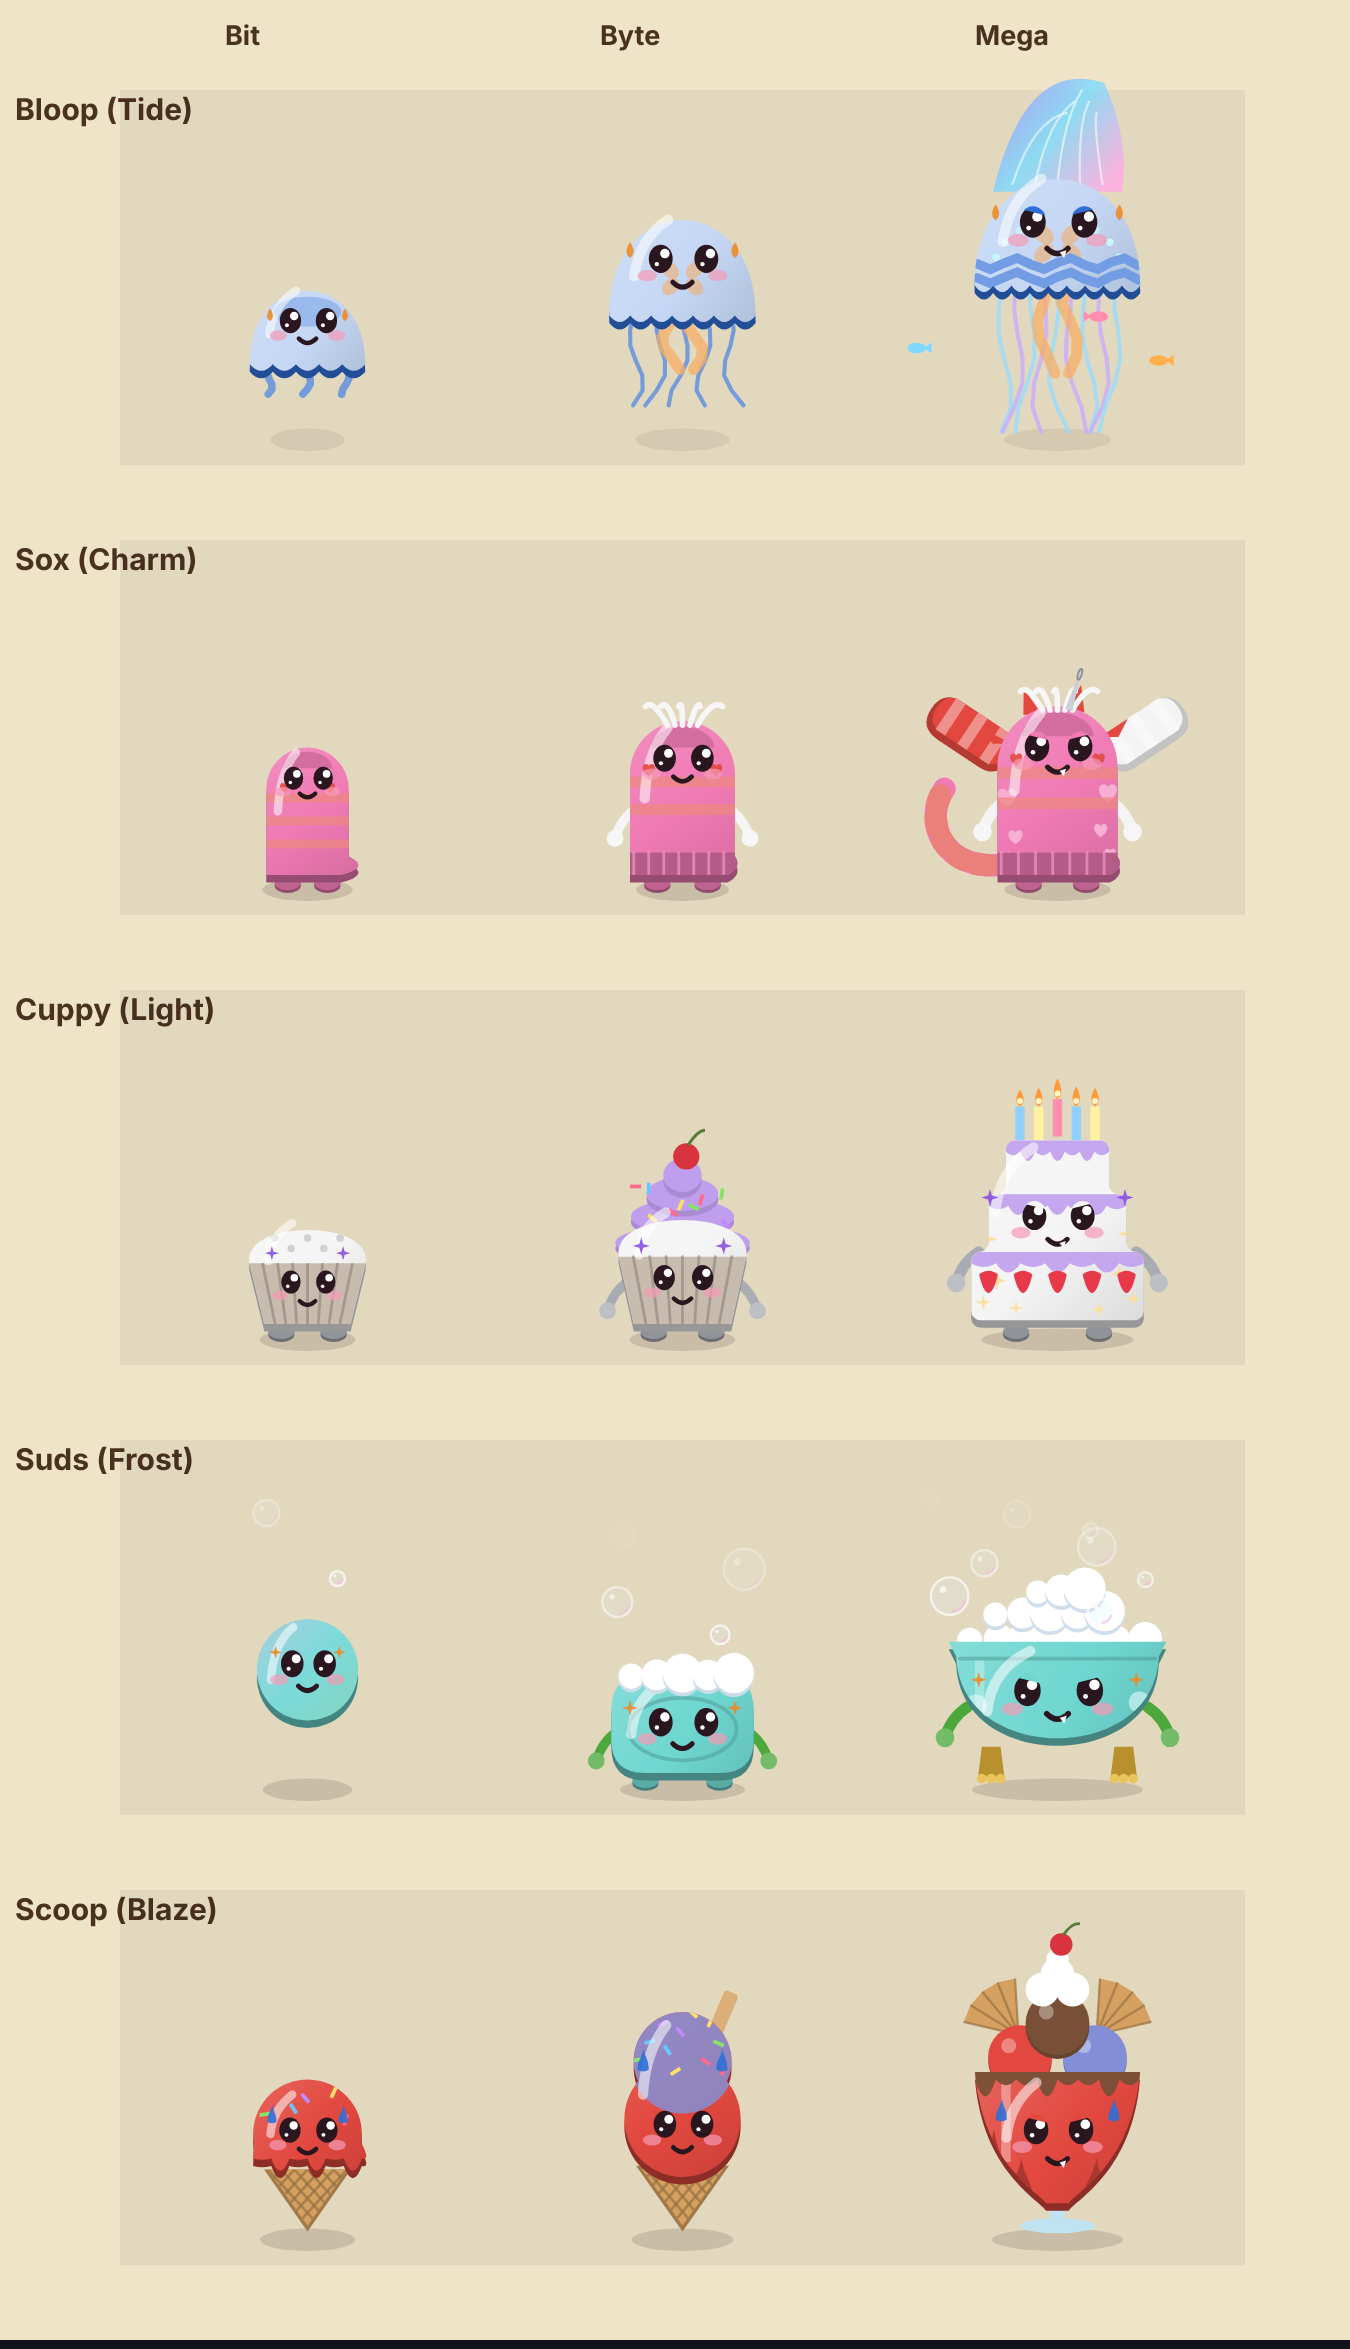 Bit Byte Mega
Bloop (Tide)
Sox (Charm)
Cuppy (Light)
Suds (Frost)
Scoop (Blaze)